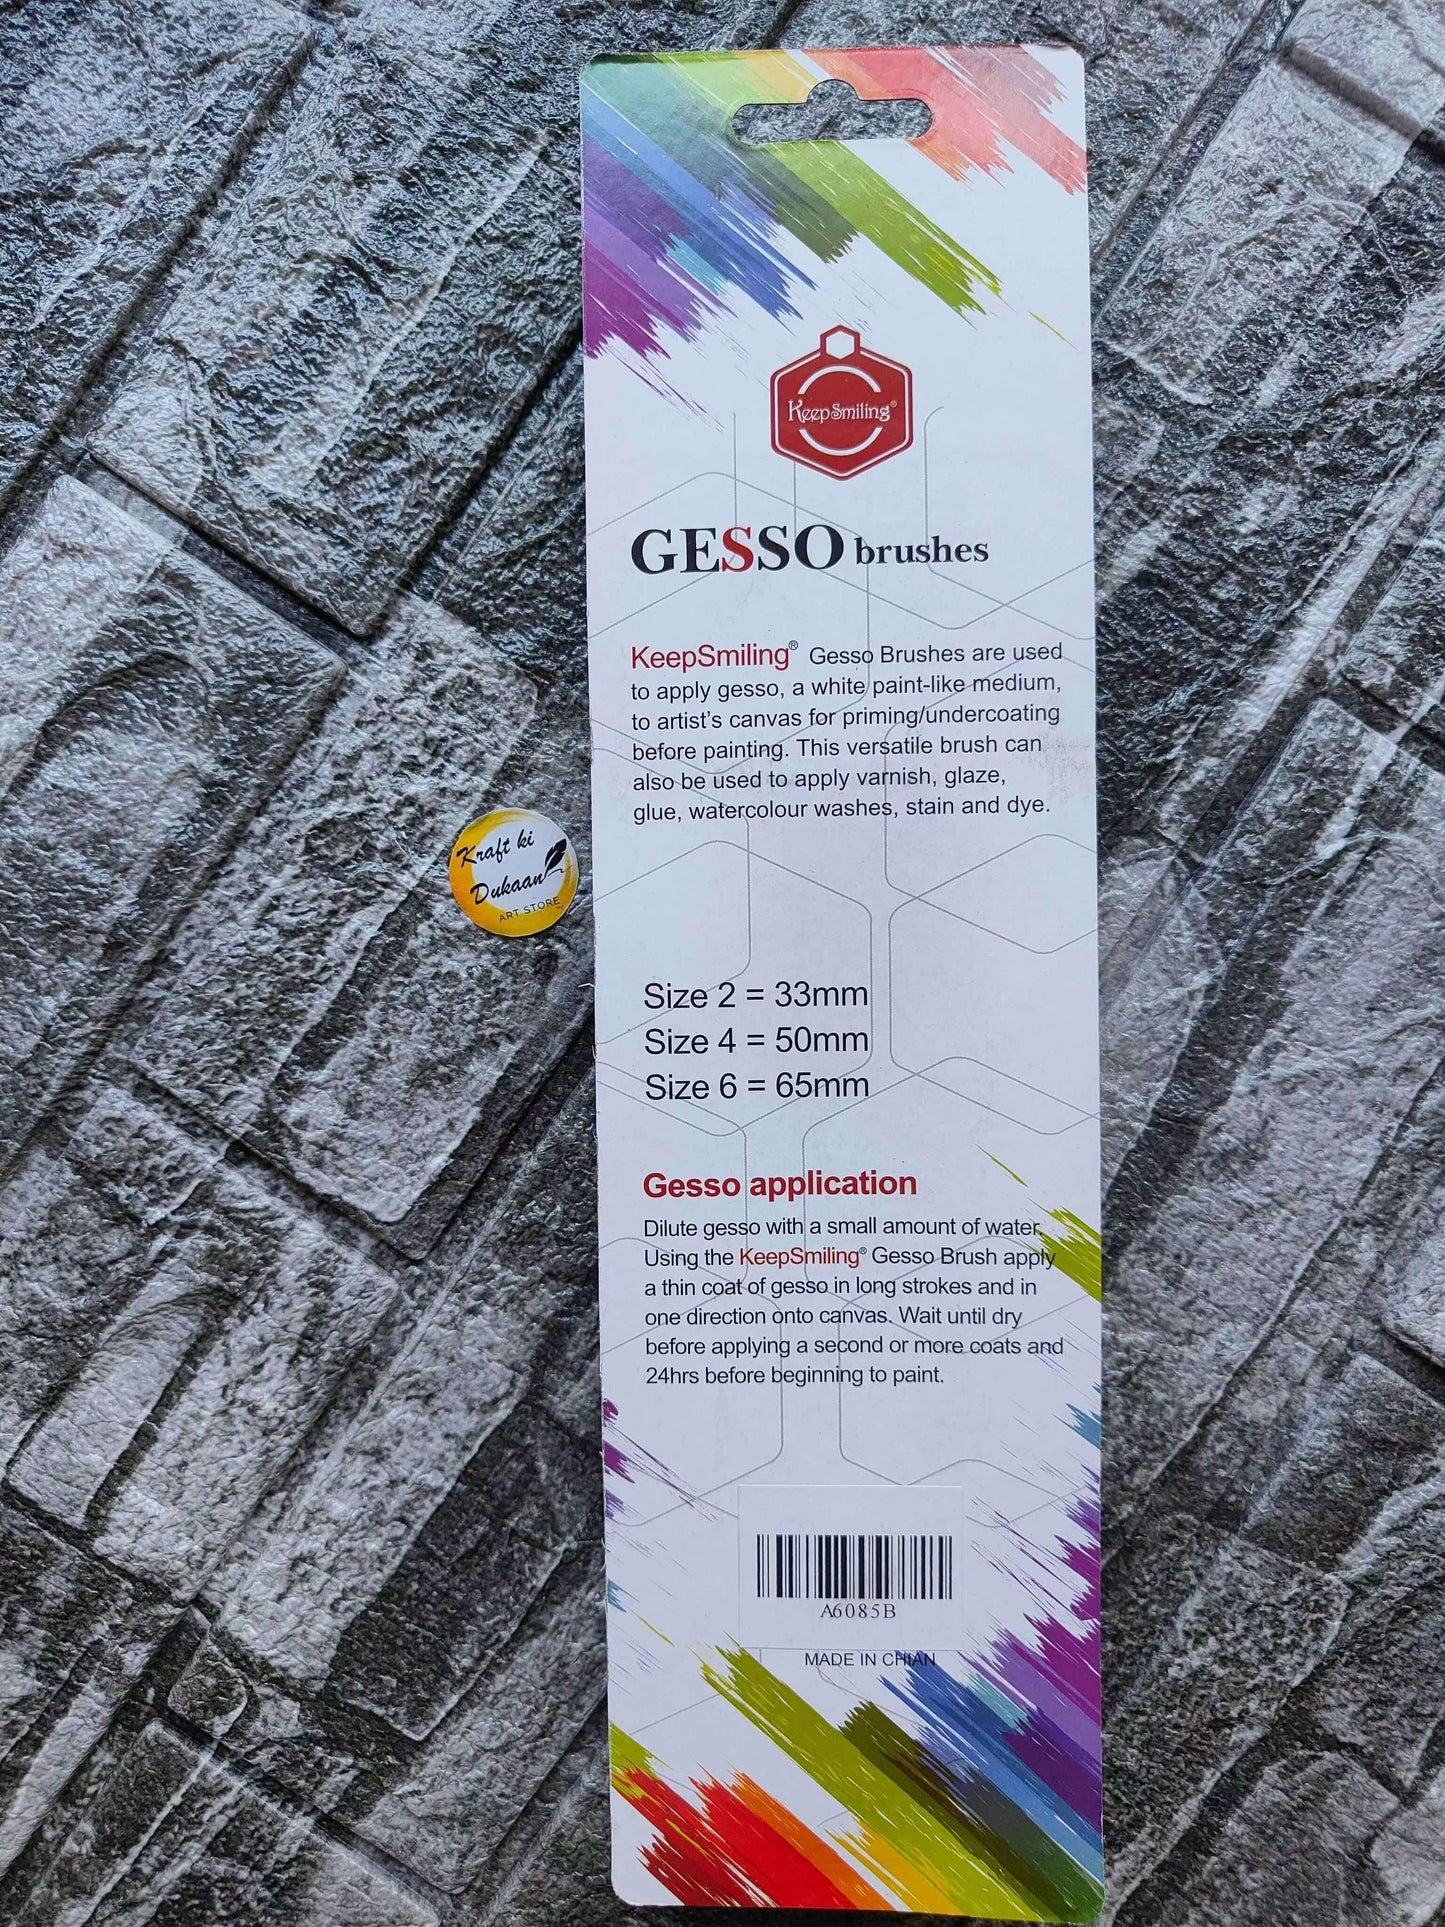 KeepSmiling®
GESSO brushes
KeepSmiling® Gesso Brushes are used
to apply gesso, a white paint-like medium,
to artist's canvas for priming/undercoating
before painting. This versatile brush can
also be used to apply varnish, glaze,
glue, watercolour washes, stain and dye.
Kraft ki
Dukaan
ART STORE
Size 2 = 33mm
Size 4 = 50mm
Size 6 = 65mm
Gesso application
Dilute gesso with a small amount of water.
Using the KeepSmiling® Gesso Brush apply
a thin coat of gesso in long strokes and in
one direction onto canvas. Wait until dry
before applying a second or more coats and
24hrs before beginning to paint.
A6085B
MADE IN CHIAN